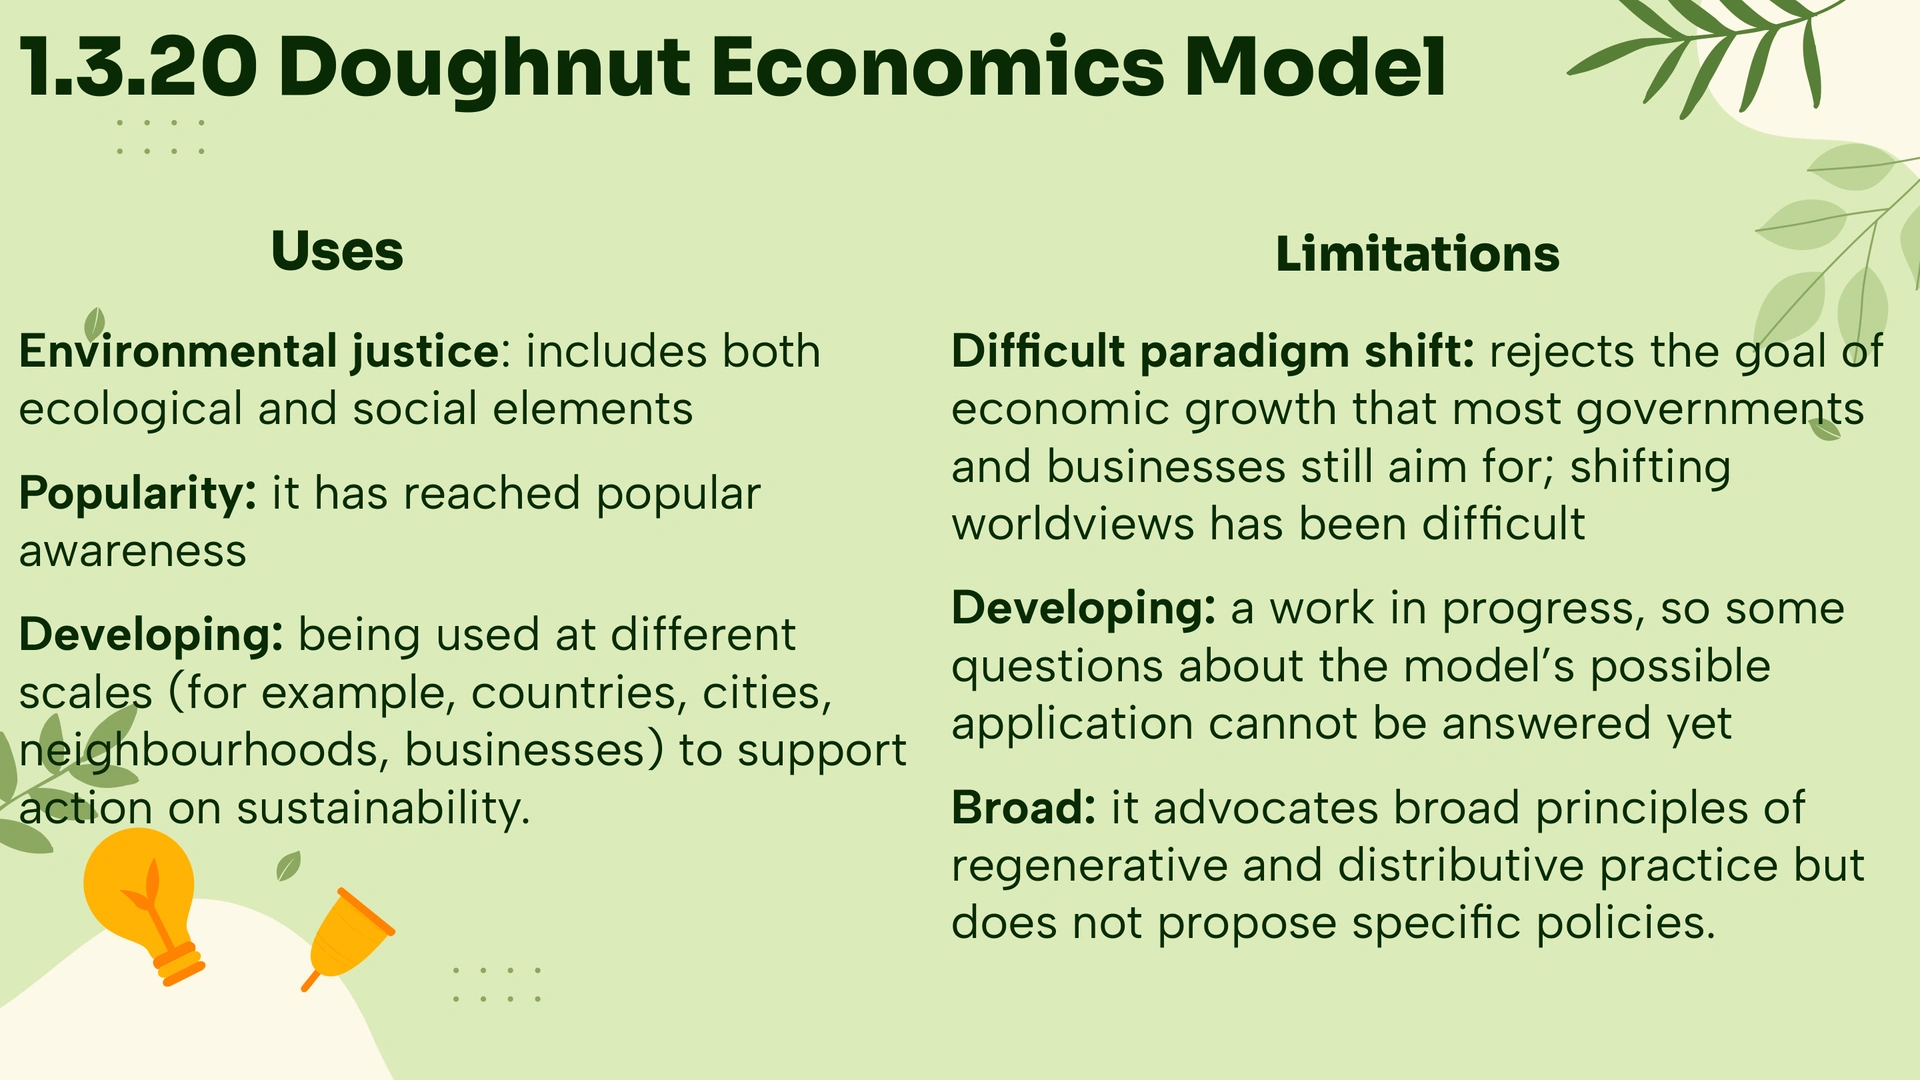 1.3.20 Doughnut Economics Model
Uses
Environmental justice: includes both
ecological and social elements
Popularity: it has reached popular
awareness
Developing: being used at different
scales (for example, countries, cities,
neighbourhoods, businesses) to support
action on sustainability.
Limitations
Difficult paradigm shift: rejects the goal of
economic growth that most governments
and businesses still aim for; shifting
worldviews has been difficult
Developing: a work in progress, so some
questions about the model’s possible
application cannot be answered yet
Broad: it advocates broad principles of
regenerative and distributive practice but
does not propose specific policies.